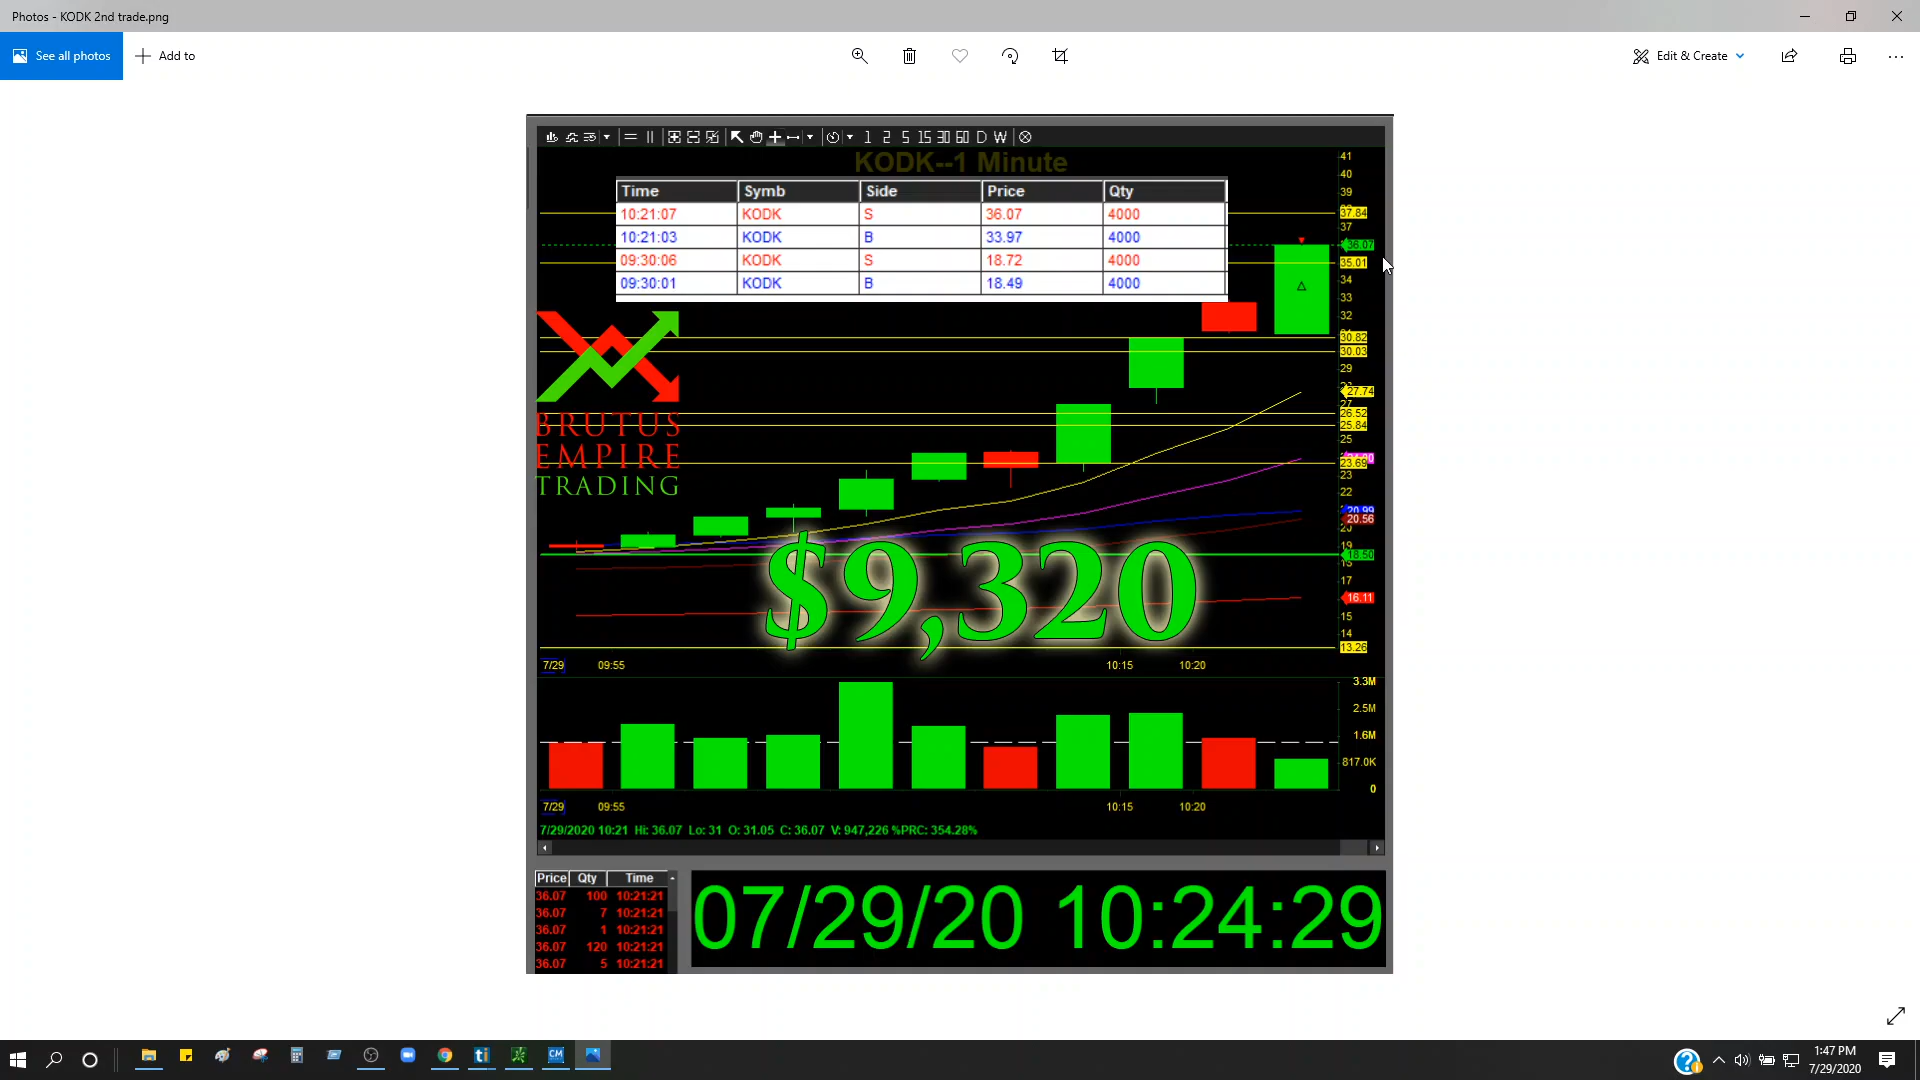 Photos - KODK 2nd trade.png
See all photos
Add to
Edit & Create
1 2 5 15 30 60 D W
KODK--1 Minute
Time Symb Side Price Qty
10:21:07 KODK S 36.07 4000
10:21:03 KODK B 33.97 4000
09:30:06 KODK S 18.72 4000
09:30:01 KODK B 18.49 4000
41
40
39
37.84
37
36.07
35.01
34
33
32
30.82
30.03
29
27.74
27
26.52
25.84
25
23.69
23
22
20.99
20.56
19
18.50
17
16.11
15
14
13.26
BRUTUS
EMPIRE
TRADING
$9,320
7/29 09:55 10:15 10:20
3.3M
2.5M
1.6M
817.0K
0
7/29 09:55 10:15 10:20
7/29/2020 10:21 Hi: 36.07 Lo: 31 O: 31.05 C: 36.07 V: 947,226 %PRC: 354.28%
Price Qty Time
36.07 100 10:21:21
36.07 7 10:21:21
36.07 1 10:21:21
36.07 120 10:21:21
36.07 5 10:21:21
07/29/20 10:24:29
ti
CM
1:47 PM
7/29/2020